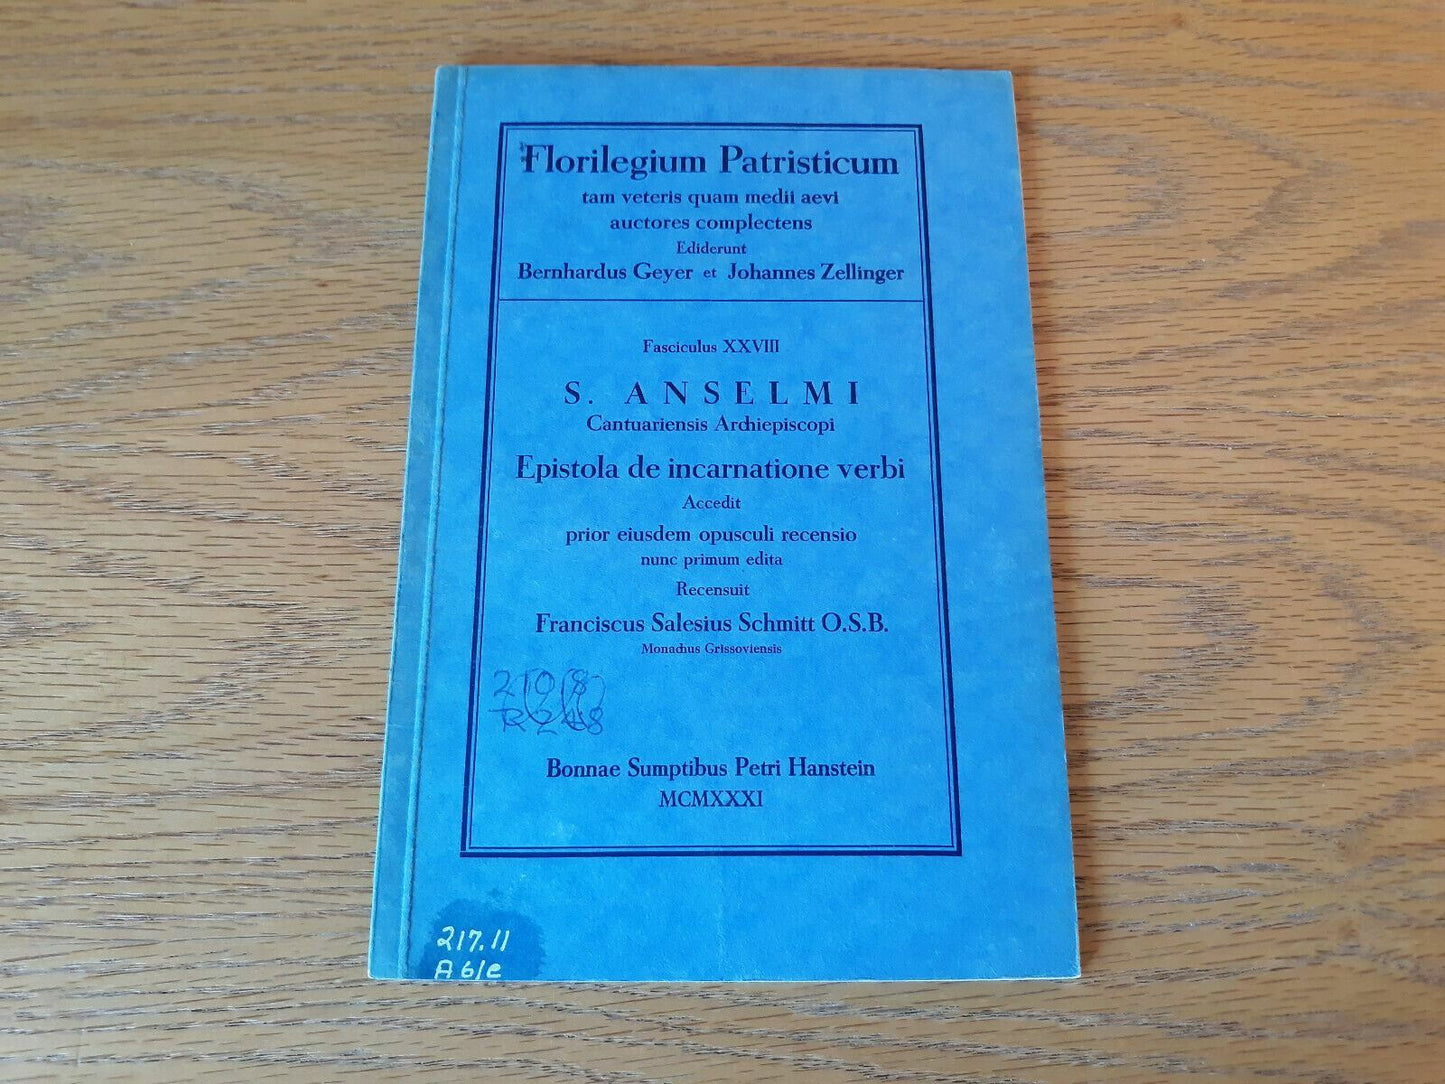 Florilegium Patristicum
tam veteris quam medii aevi
auctores complectens
Ediderunt
Bernhardus Geyer et Johannes Zellinger
Fasciculus XXVIII
S. ANSELMI
Cantuariensis Archiepiscopi
Epistola de incarnatione verbi
Accedit
prior eiusdem opusculi recensio
nunc primum edita
Recensuit
Franciscus Salesius Schmitt O.S.B.
Monachus Grissoviensis
Bonnae Sumptibus Petri Hanstein
MCMXXXI
217.11
A61e